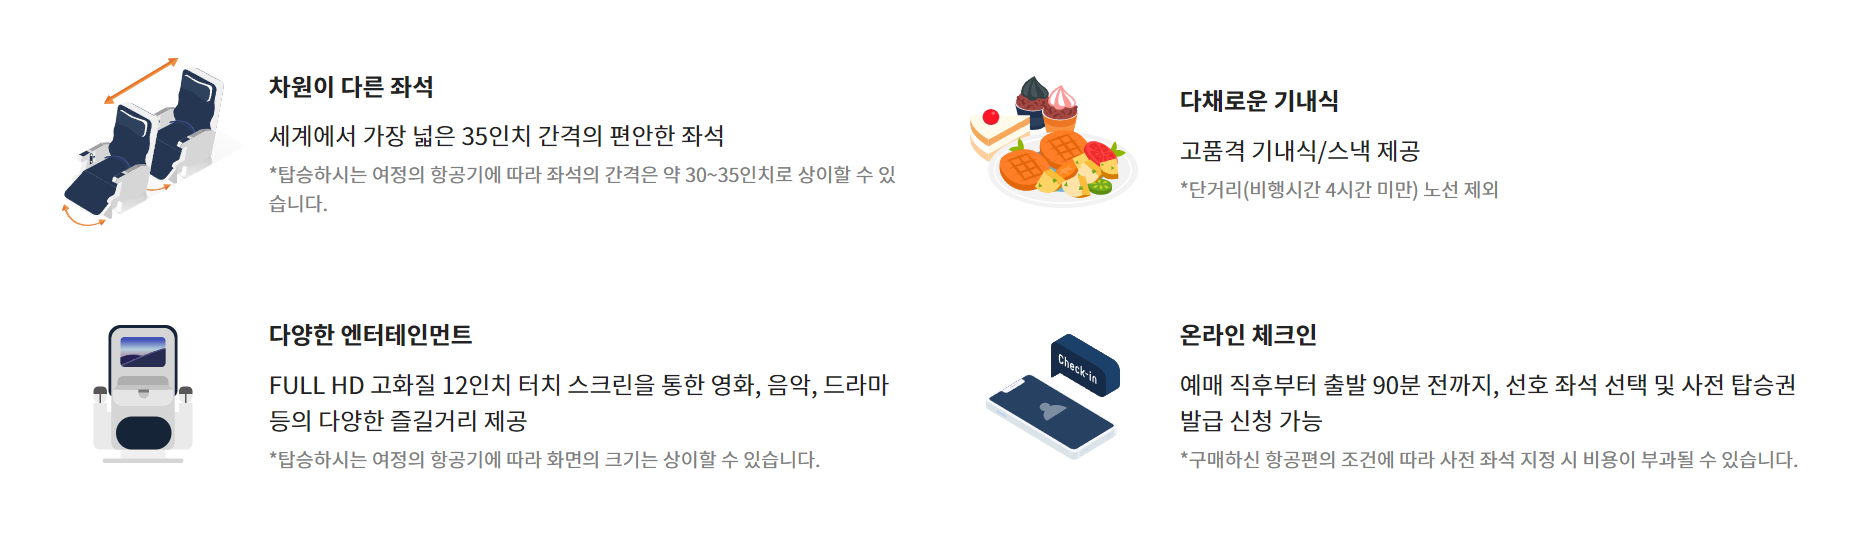 차원이 다른 좌석
세계에서 가장 넓은 35인치 간격의 편안한 좌석
*탑승하시는 여정의 항공기에 따라 좌석의 간격은 약 30~35인치로 상이할 수 있
습니다.
다채로운 기내식
고품격 기내식/스낵 제공
*단거리(비행시간 4시간 미만) 노선 제외
다양한 엔터테인먼트
FULL HD 고화질 12인치 터치 스크린을 통한 영화, 음악, 드라마
등의 다양한 즐길거리 제공
*탑승하시는 여정의 항공기에 따라 화면의 크기는 상이할 수 있습니다.
Check-in
온라인 체크인
예매 직후부터 출발 90분 전까지, 선호 좌석 선택 및 사전 탑승권
발급 신청 가능
*구매하신 항공편의 조건에 따라 사전 좌석 지정 시 비용이 부과될 수 있습니다.